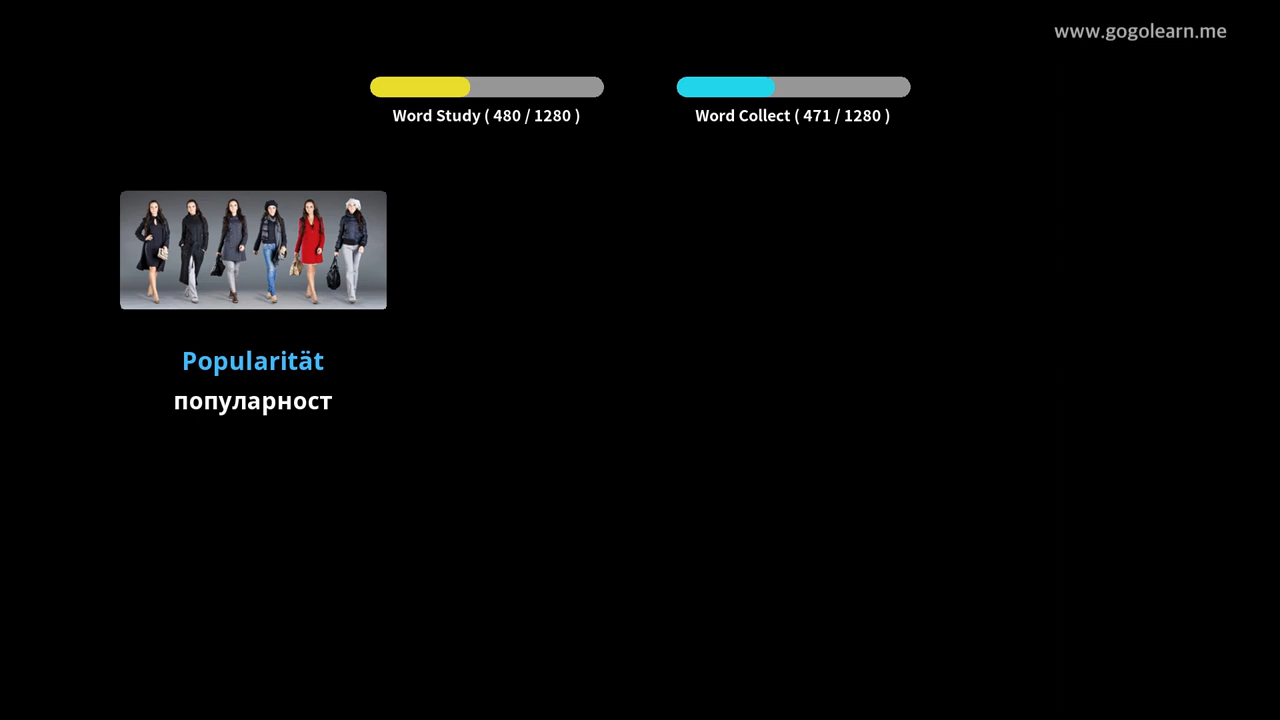 www.gogolearn.me
Word Study ( 480 / 1280 )
Word Collect ( 471 / 1280 )
Popularität
популарност